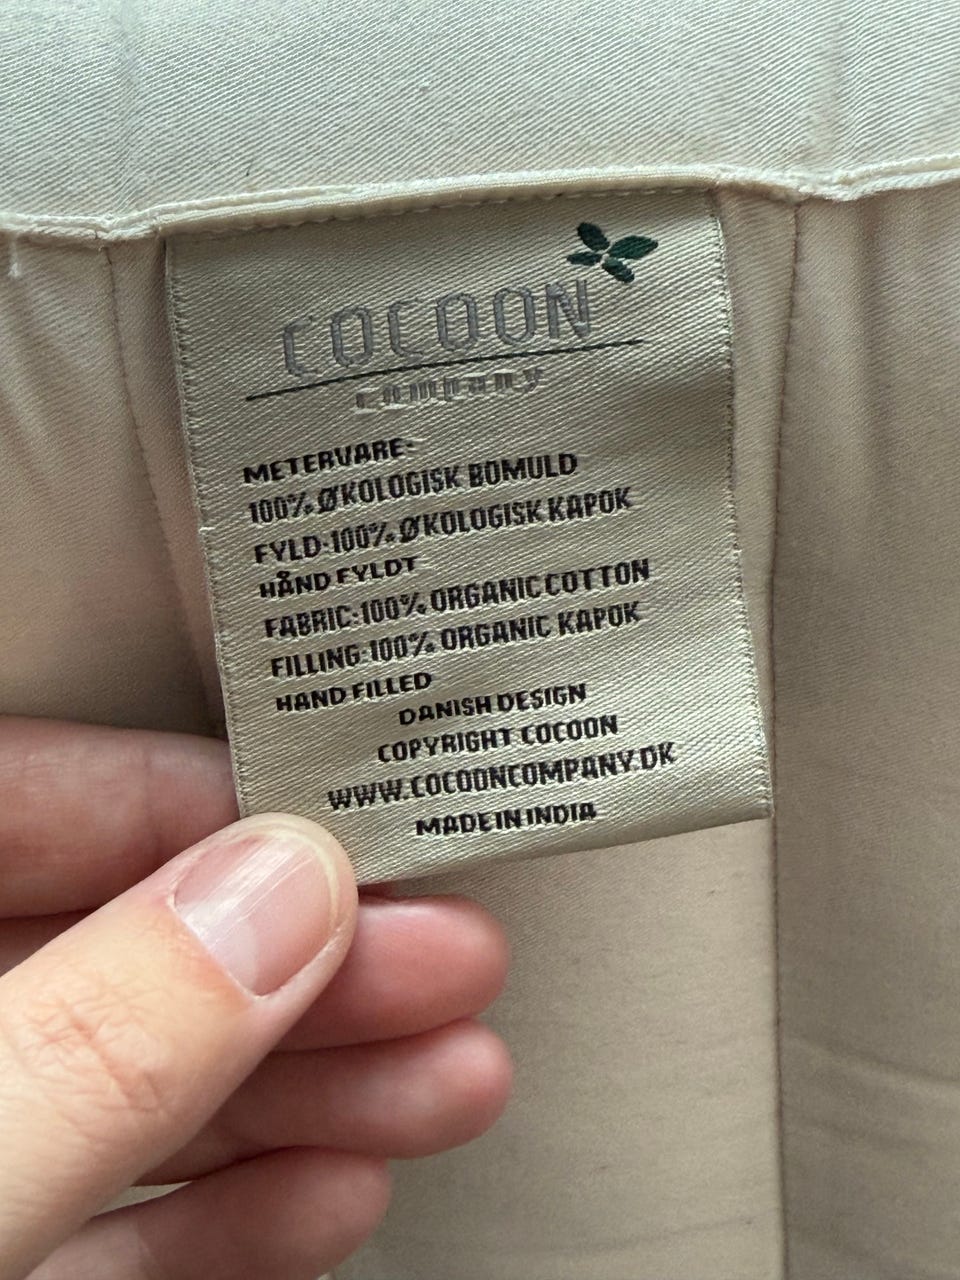 COCOON
company
METERVARE:
100% ØKOLOGISK BOMULD
FYLD:100% ØKOLOGISK KAPOK
HÅND FYLDT
FABRIC:100% ORGANIC COTTON
FILLING:100% ORGANIC KAPOK
HAND FILLED
DANISH DESIGN
COPYRIGHT COCOON
WWW.COCOONCOMPANY.DK
MADE IN INDIA